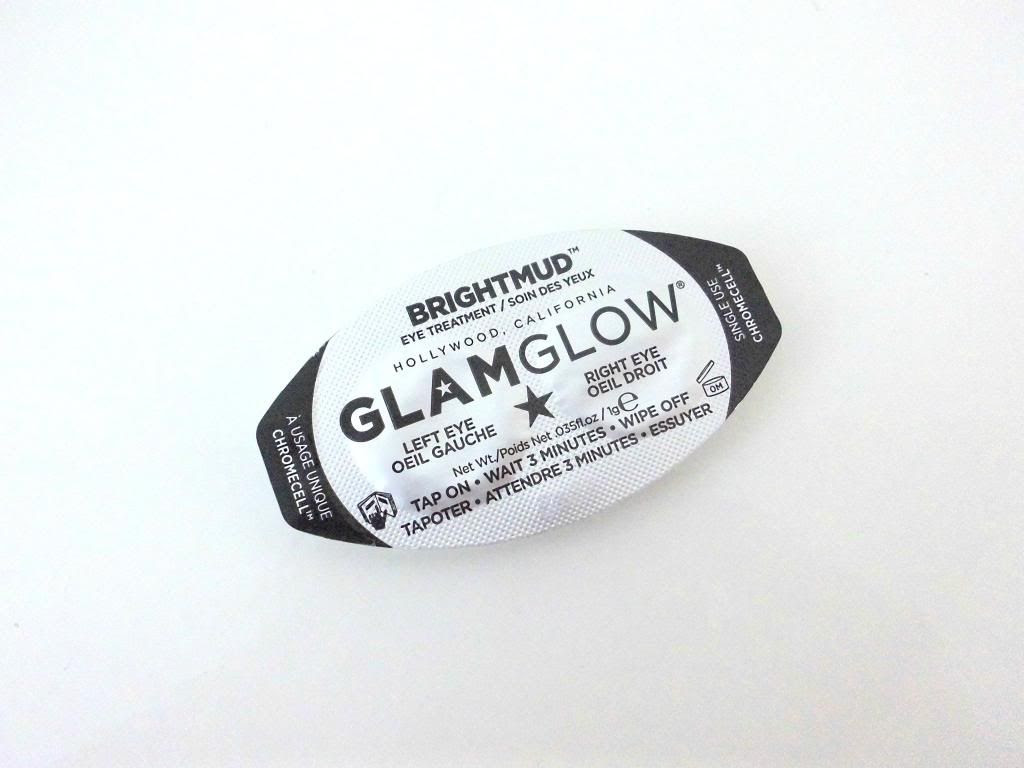 BRIGHTMUD™
EYE TREATMENT / SOIN DES YEUX
HOLLYWOOD, CALIFORNIA
GLAMGLOW®
LEFT EYE
OEIL GAUCHE
RIGHT EYE
OEIL DROIT
Net Wt./Poids Net .035fl.oz / 1g ℮
TAP ON • WAIT 3 MINUTES • WIPE OFF
TAPOTER • ATTENDRE 3 MINUTES • ESSUYER
À USAGE UNIQUE
CHROMECELL™
SINGLE USE
CHROMECELL™
OM